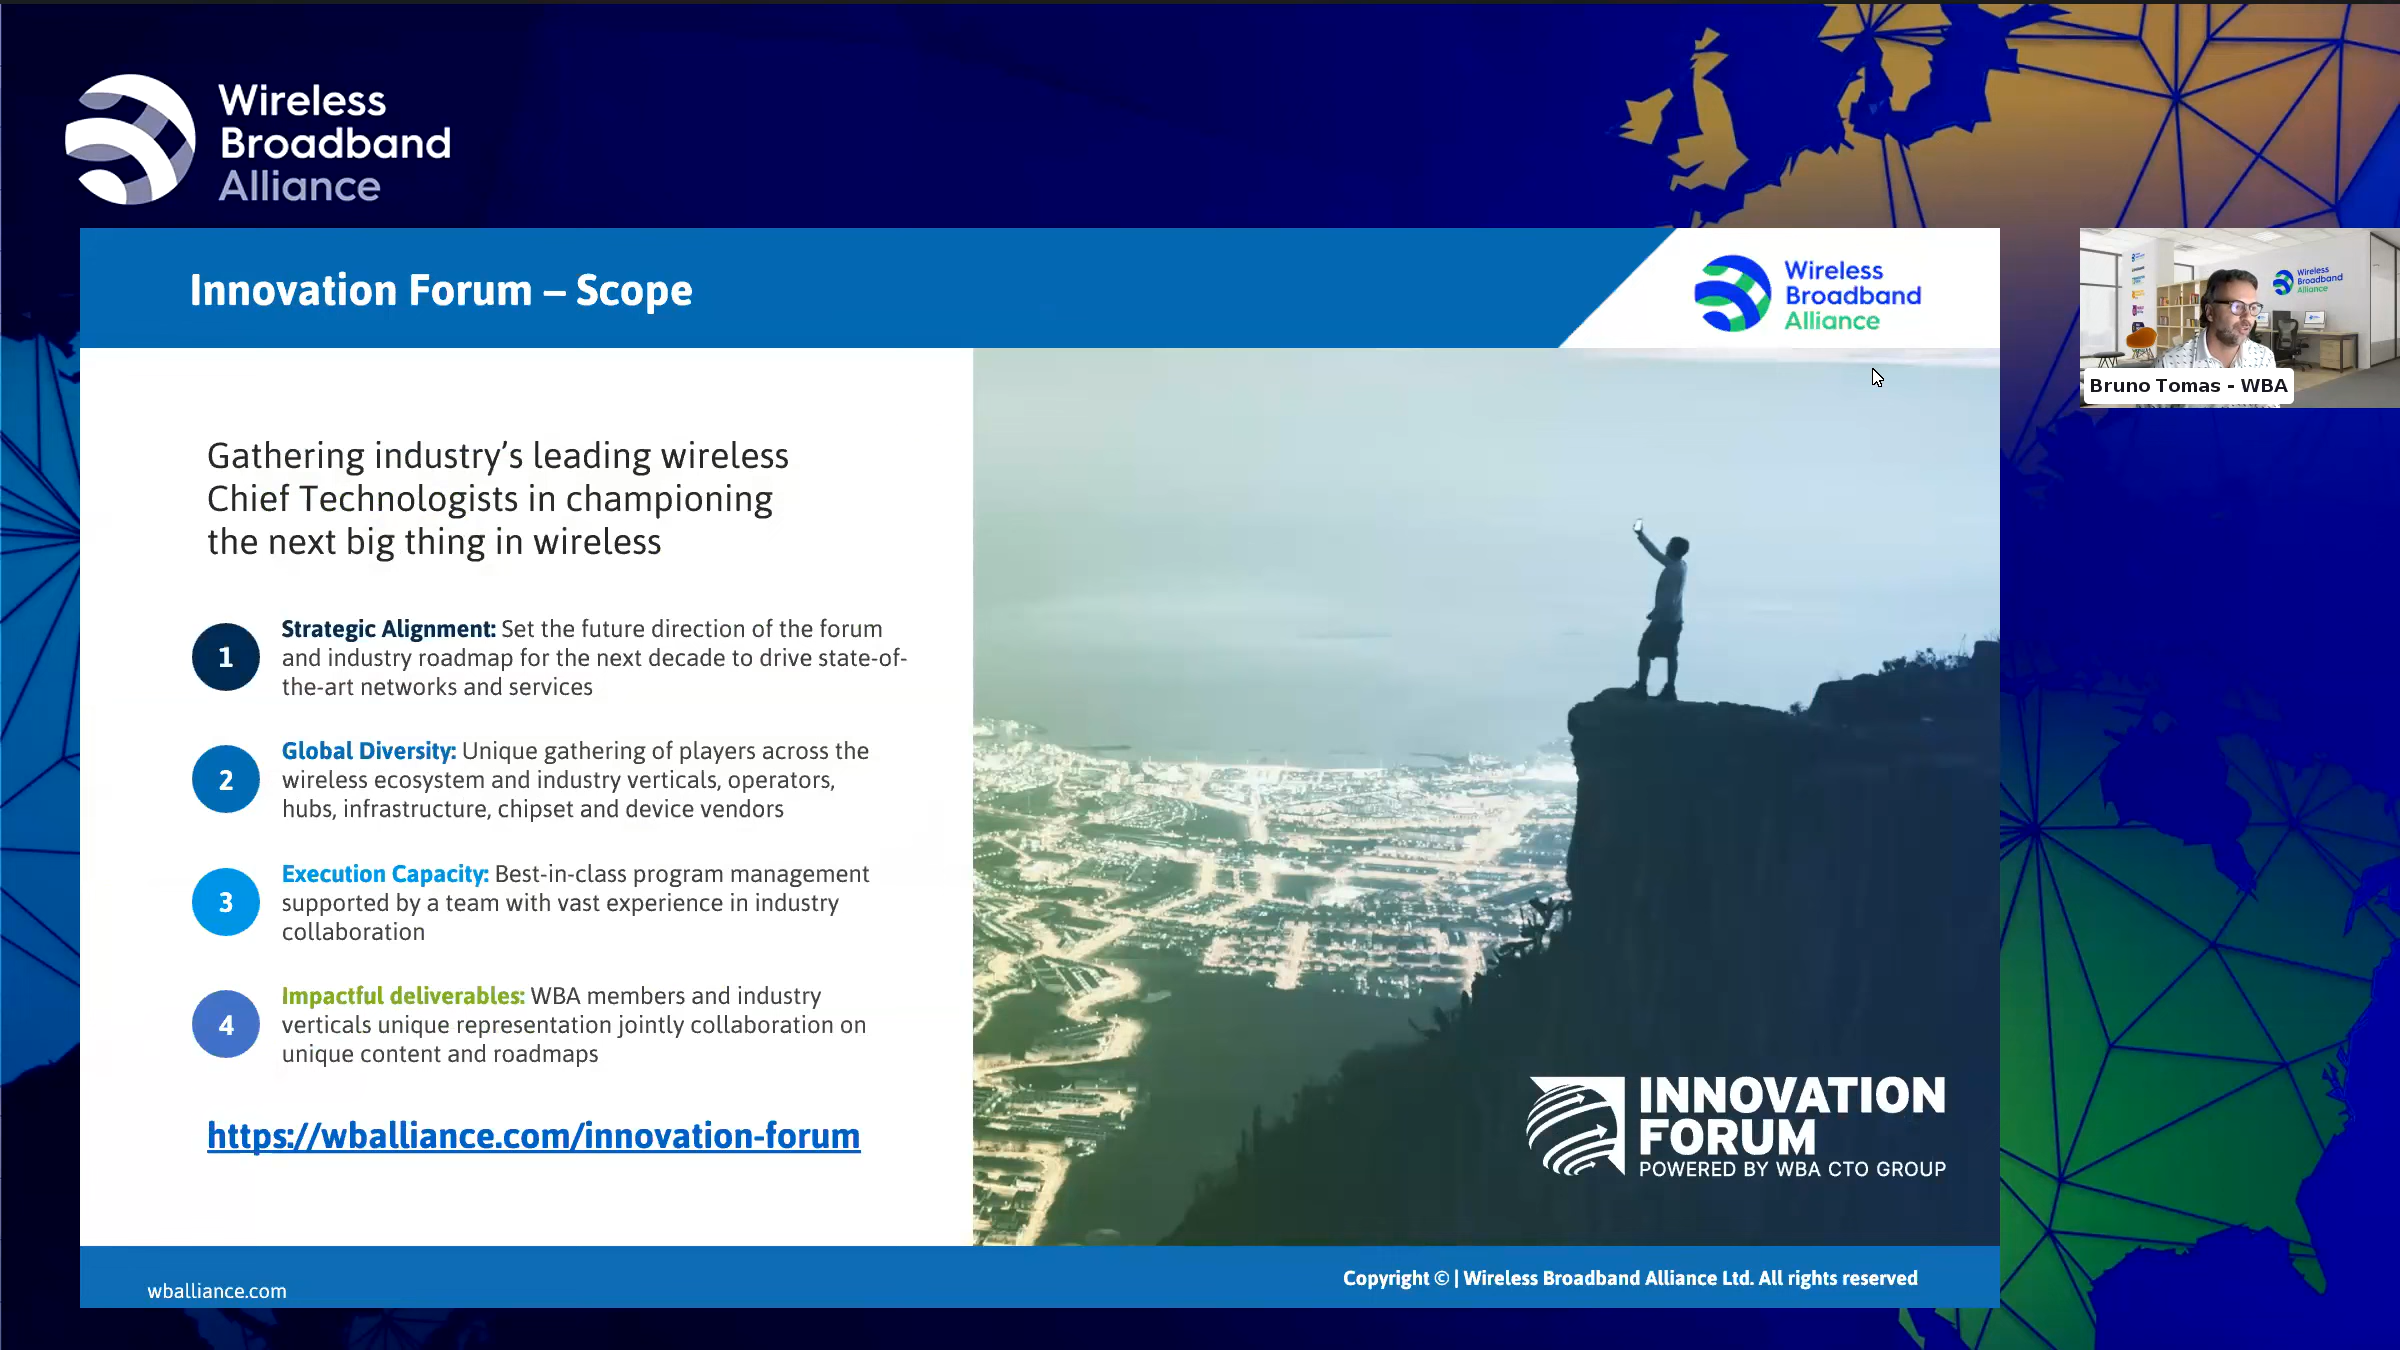 Wireless
Broadband
Alliance
Innovation Forum – Scope
Wireless
Broadband
Alliance
Wireless
Broadband
Alliance
Bruno Tomas - WBA
Gathering industry’s leading wireless
Chief Technologists in championing
the next big thing in wireless
1
Strategic Alignment: Set the future direction of the forum
and industry roadmap for the next decade to drive state-of-
the-art networks and services
2
Global Diversity: Unique gathering of players across the
wireless ecosystem and industry verticals, operators,
hubs, infrastructure, chipset and device vendors
3
Execution Capacity: Best-in-class program management
supported by a team with vast experience in industry
collaboration
4
Impactful deliverables: WBA members and industry
verticals unique representation jointly collaboration on
unique content and roadmaps
https://wballiance.com/innovation-forum
INNOVATION
FORUM
POWERED BY WBA CTO GROUP
wballiance.com
Copyright © | Wireless Broadband Alliance Ltd. All rights reserved